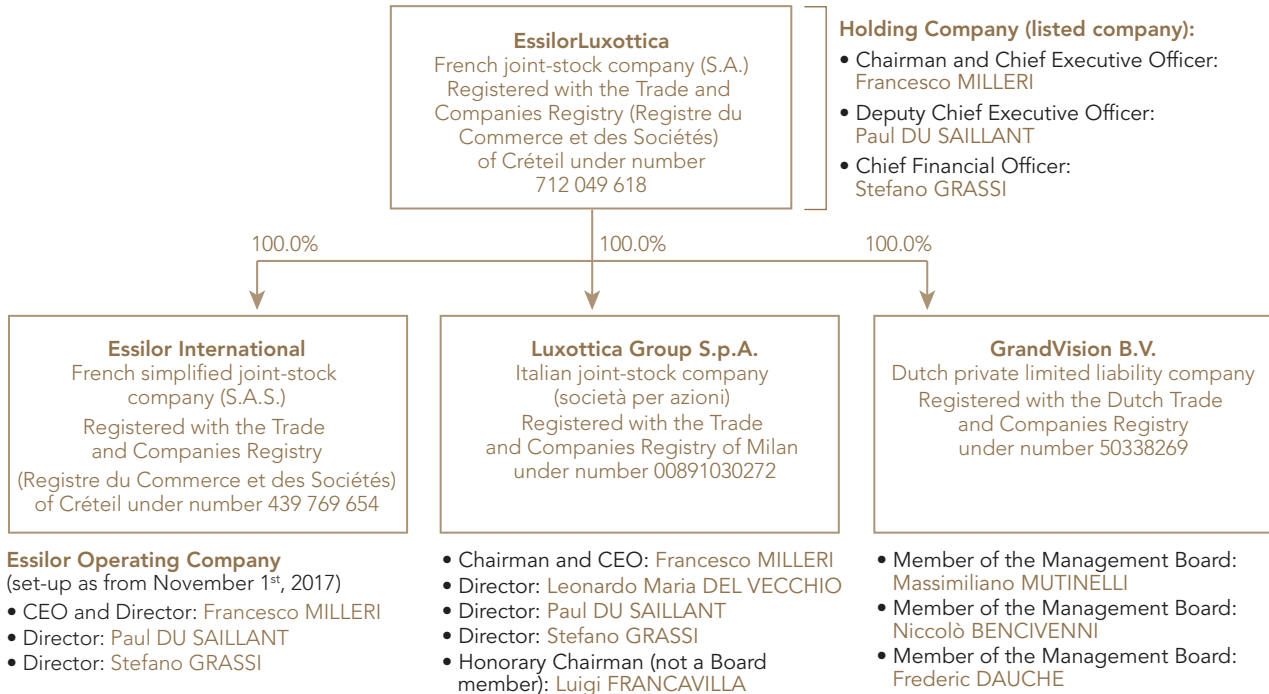 EssilorLuxottica
French joint-stock company (S.A.)
Registered with the Trade and
Companies Registry (Registre du
Commerce et des Sociétés)
of Créteil under number
712 049 618
Holding Company (listed company):
• Chairman and Chief Executive Officer:
Francesco MILLERI
• Deputy Chief Executive Officer:
Paul DU SAILLANT
• Chief Financial Officer:
Stefano GRASSI
100.0%
100.0%
100.0%
Essilor International
French simplified joint-stock
company (S.A.S.)
Registered with the Trade
and Companies Registry
(Registre du Commerce et des Sociétés)
of Créteil under number 439 769 654
Essilor Operating Company
(set-up as from November 1st, 2017)
• CEO and Director: Francesco MILLERI
• Director: Paul DU SAILLANT
• Director: Stefano GRASSI
Luxottica Group S.p.A.
Italian joint-stock company
(società per azioni)
Registered with the Trade
and Companies Registry of Milan
under number 00891030272
• Chairman and CEO: Francesco MILLERI
• Director: Leonardo Maria DEL VECCHIO
• Director: Paul DU SAILLANT
• Director: Stefano GRASSI
• Honorary Chairman (not a Board
member): Luigi FRANCAVILLA
GrandVision B.V.
Dutch private limited liability company
Registered with the Dutch Trade
and Companies Registry
under number 50338269
• Member of the Management Board:
Massimiliano MUTINELLI
• Member of the Management Board:
Niccolò BENCIVENNI
• Member of the Management Board:
Frederic DAUCHE